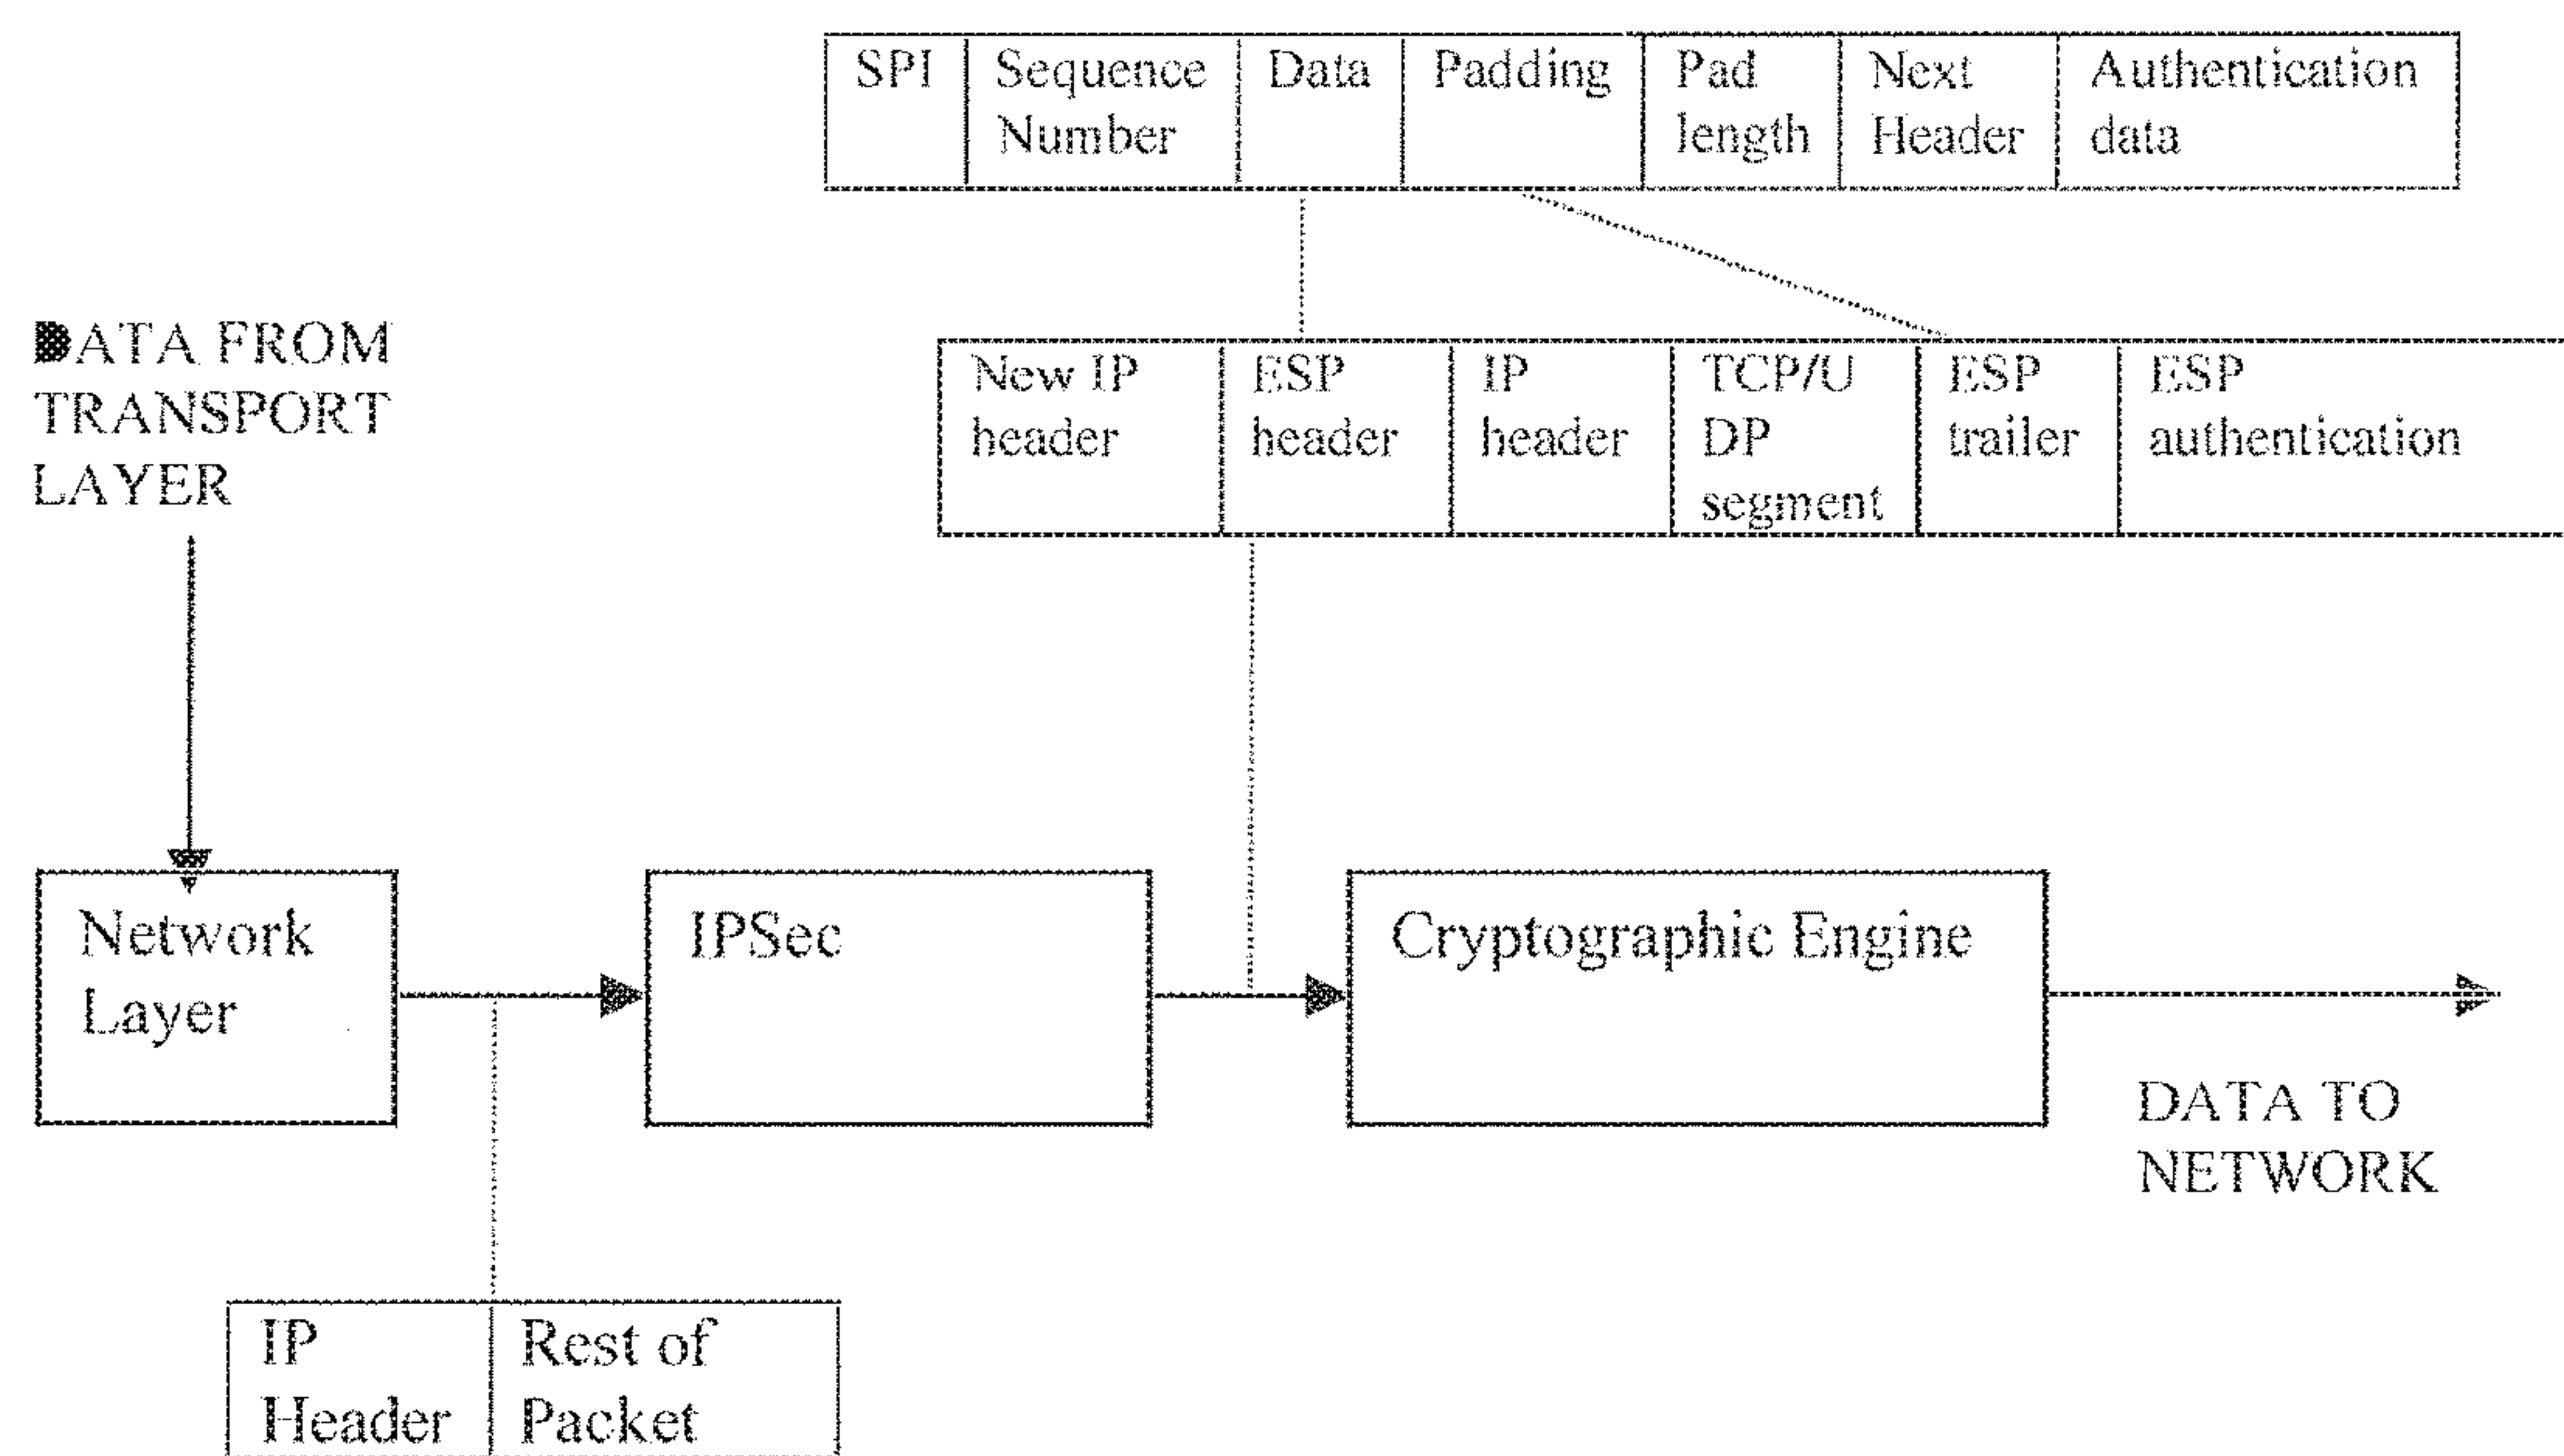 SPI Sequence Number Data Padding Pad length Next Header Authentication data
DATA FROM
TRANSPORT
LAYER
New IP header ESP header IP header TCP/U DP segment ESP trailer ESP authentication
Network
Layer
IPSec
Cryptographic Engine
DATA TO
NETWORK
IP Header
Rest of Packet